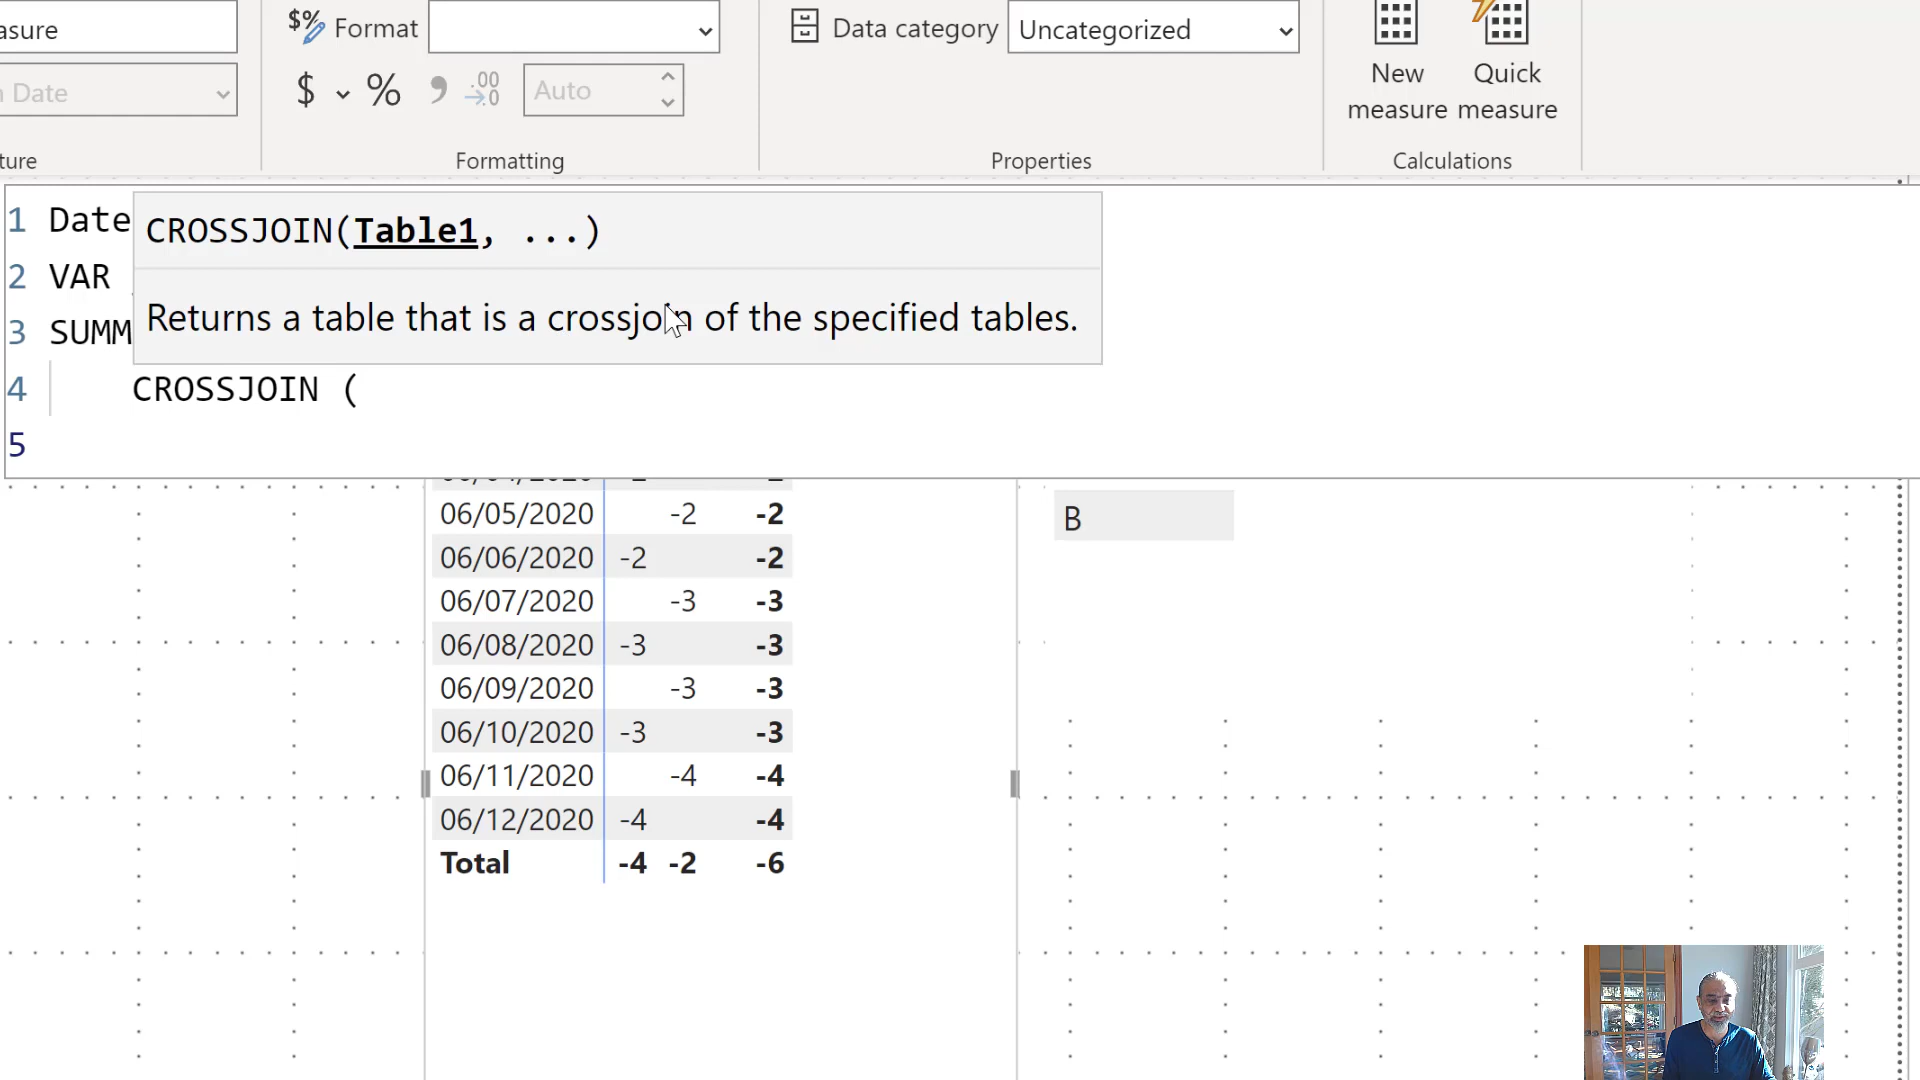 asure
Format
Data category
Uncategorized
n Date
$ % 9 .00 →.0
Auto
New measure
Quick measure
ture
Formatting
Properties
Calculations
1 Date
CROSSJOIN(Table1, ...)
2 VAR
Returns a table that is a crossjoin of the specified tables.
3 SUMM
4 CROSSJOIN (
5
06/05/2020 -2 -2
B
06/06/2020 -2 -2
06/07/2020 -3 -3
06/08/2020 -3 -3
06/09/2020 -3 -3
06/10/2020 -3 -3
06/11/2020 -4 -4
06/12/2020 -4 -4
Total -4 -2 -6